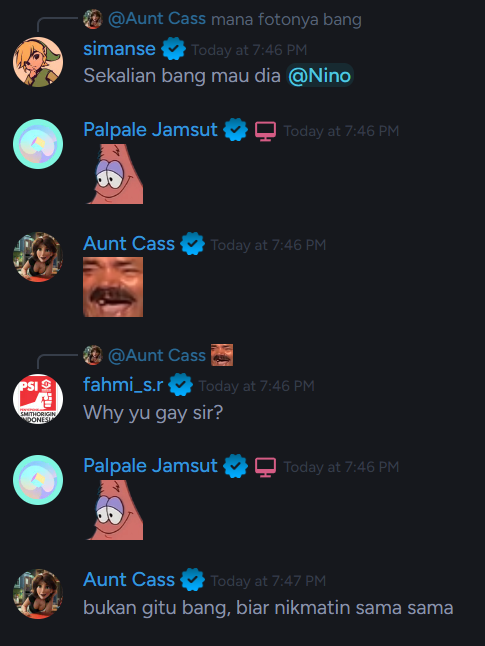 @Aunt Cass mana fotonya bang
simanse Today at 7:46 PM
Sekalian bang mau dia @Nino
Palpale Jamsut Today at 7:46 PM
Aunt Cass Today at 7:46 PM
@Aunt Cass
PSI
SMITHORIGIN
INDONESIA
fahmi_s.r Today at 7:46 PM
Why yu gay sir?
Palpale Jamsut Today at 7:46 PM
Aunt Cass Today at 7:47 PM
bukan gitu bang, biar nikmatin sama sama